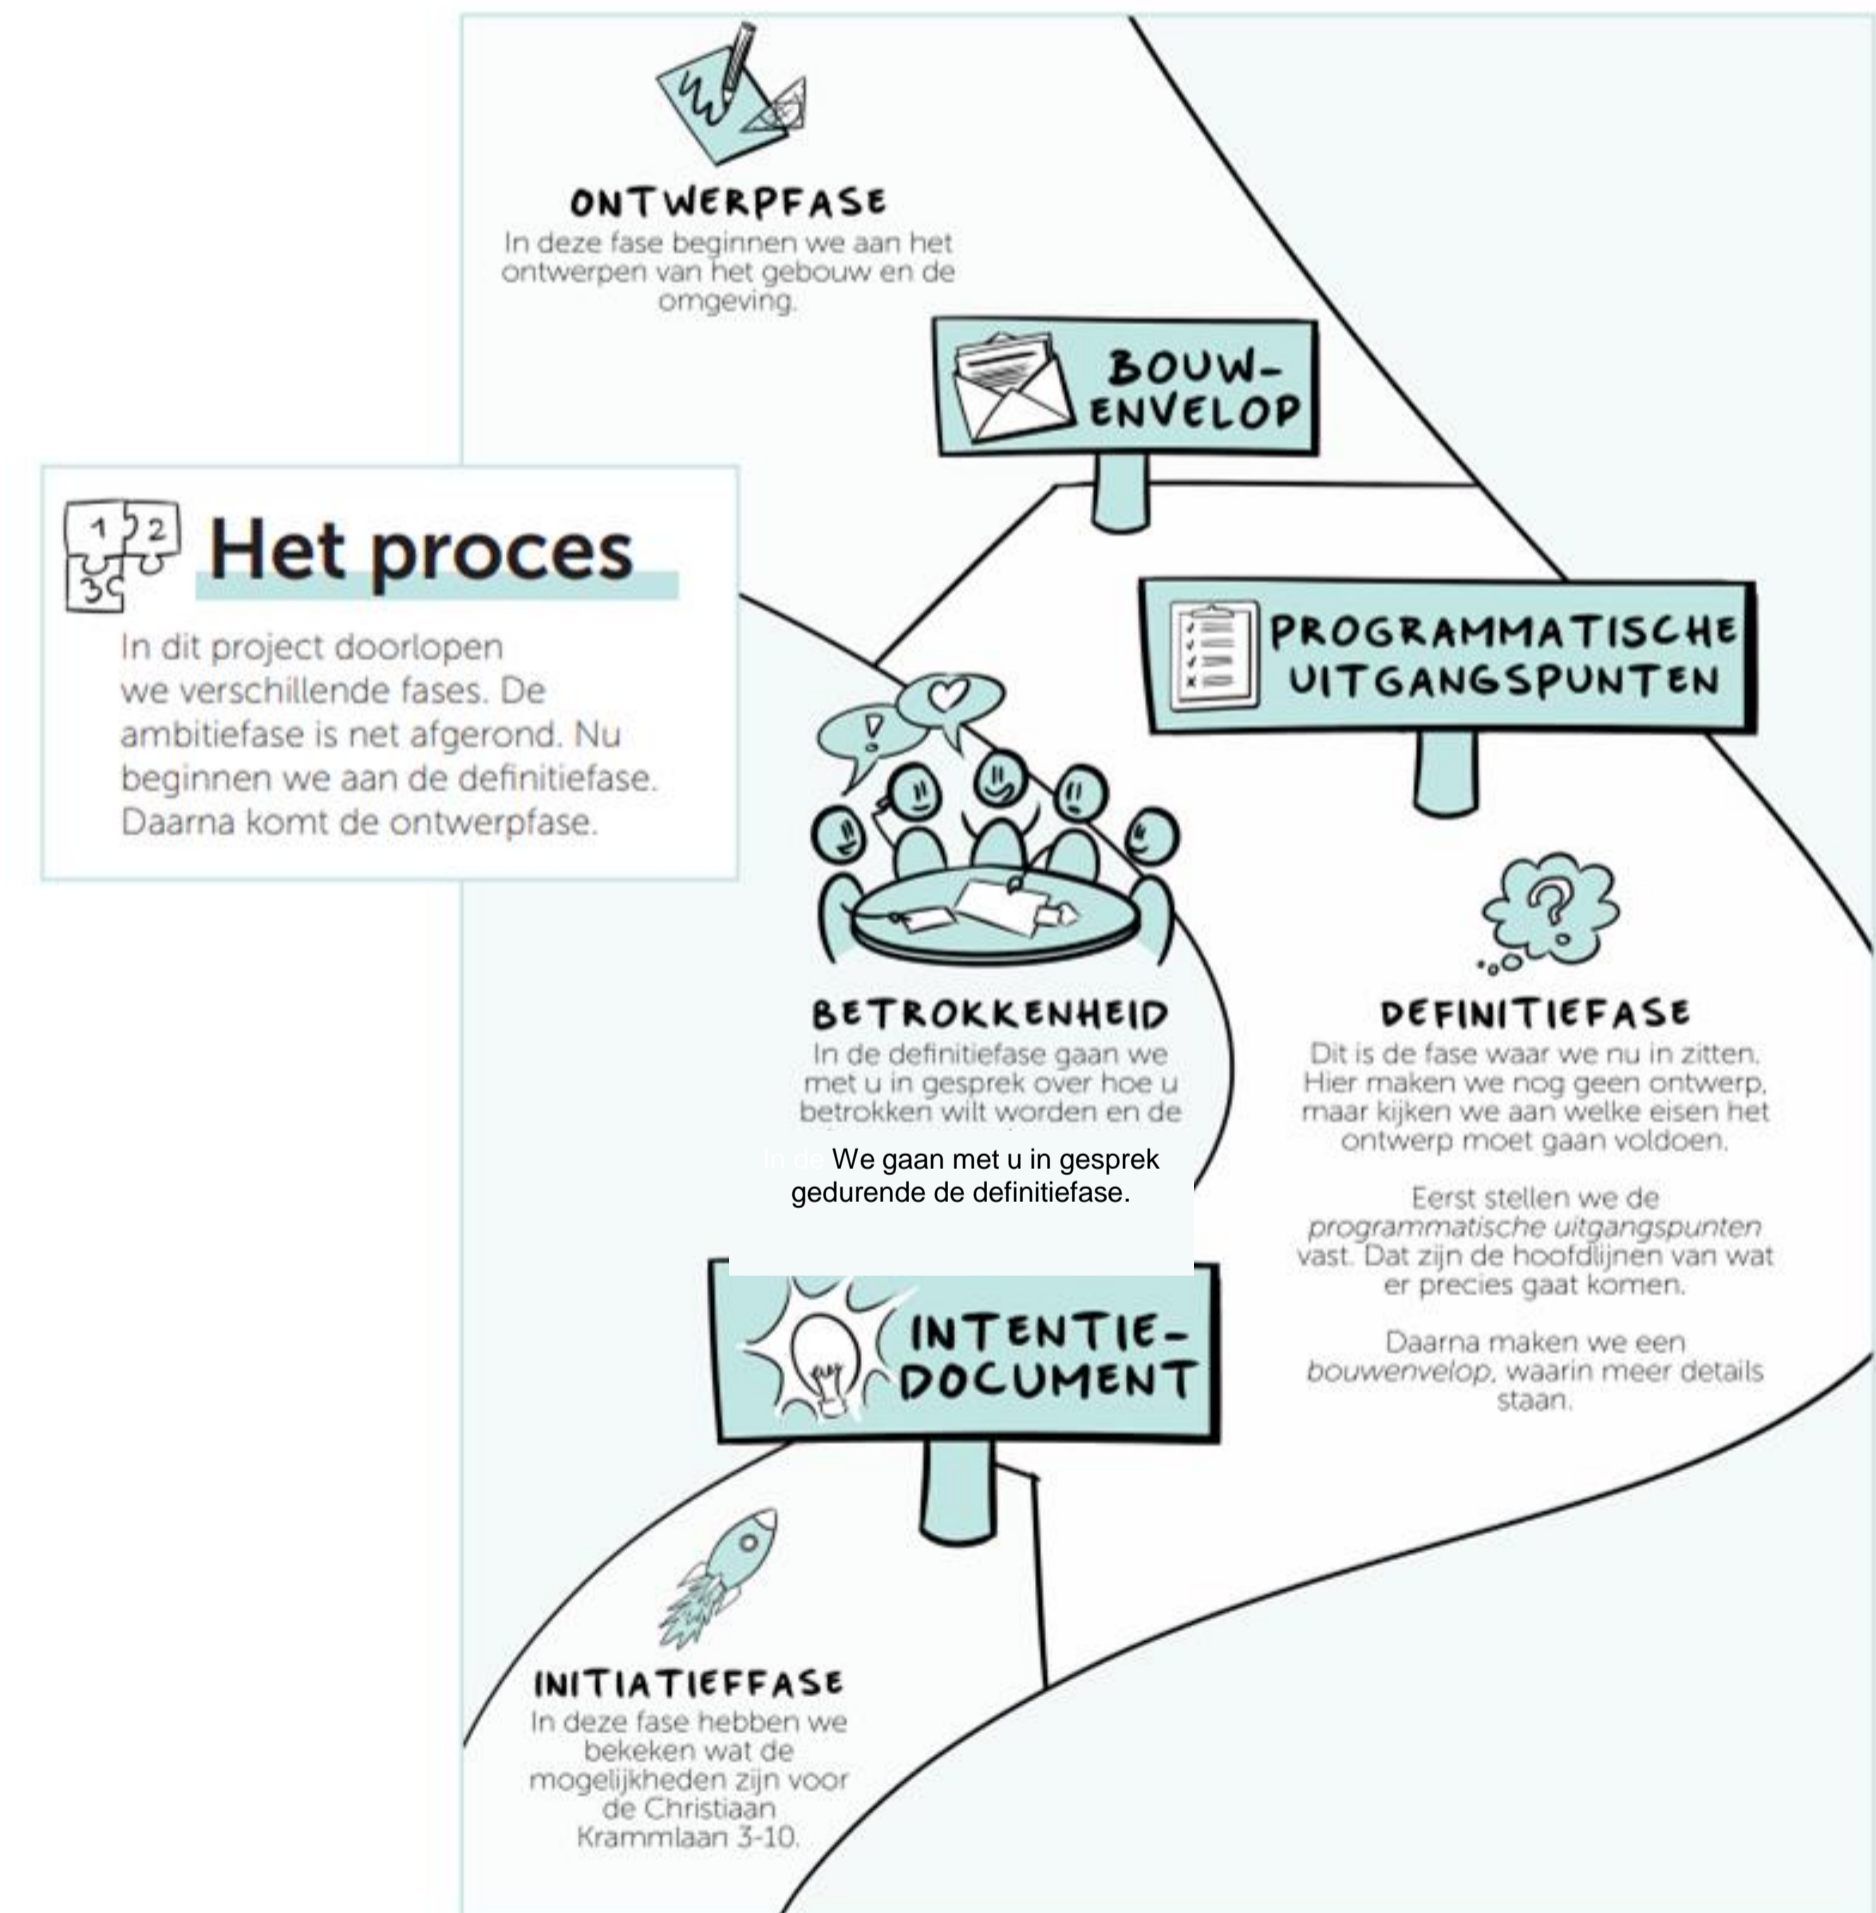 ONTWERPFASE
In deze fase beginnen we aan het
ontwerpen van het gebouw en de
omgeving.
BOUW-
ENVELOP
1 2
3
Het proces
In dit project doorlopen
we verschillende fases. De
ambitiefase is net afgerond. Nu
beginnen we aan de definitiefase.
Daarna komt de ontwerpfase.
PROGRAMMATISCHE
UITGANGSPUNTEN
BETROKKENHEID
In de definitiefase gaan we
met u in gesprek over hoe u
betrokken wilt worden en de
In de We gaan met u in gesprek
gedurende de definitiefase.
DEFINITIEFASE
Dit is de fase waar we nu in zitten.
Hier maken we nog geen ontwerp,
maar kijken we aan welke eisen het
ontwerp moet gaan voldoen.
Eerst stellen we de
programmatische uitgangspunten
vast. Dat zijn de hoofdlijnen van wat
er precies gaat komen.
Daarna maken we een
bouwenvelop, waarin meer details
staan.
INTENTIE-
DOCUMENT
INITIATIEFFASE
In deze fase hebben we
bekeken wat de
mogelijkheden zijn voor
de Christiaan
Krammlaan 3-10.